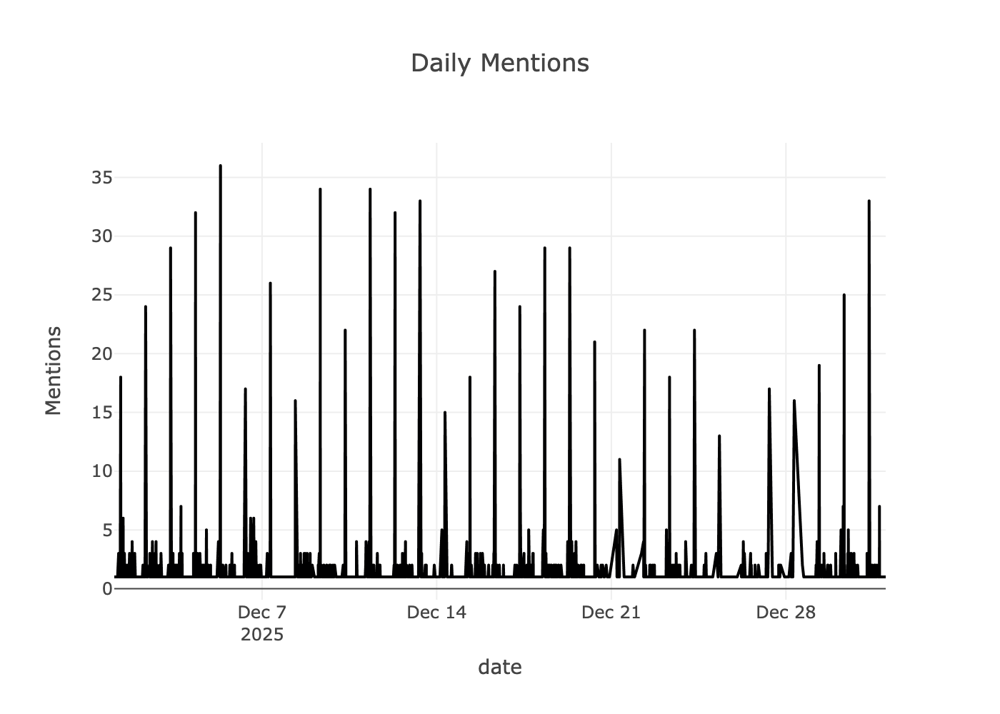 Daily Mentions
Mentions
35
30
25
20
15
10
5
0
Dec 7
2025
Dec 14
Dec 21
Dec 28
date